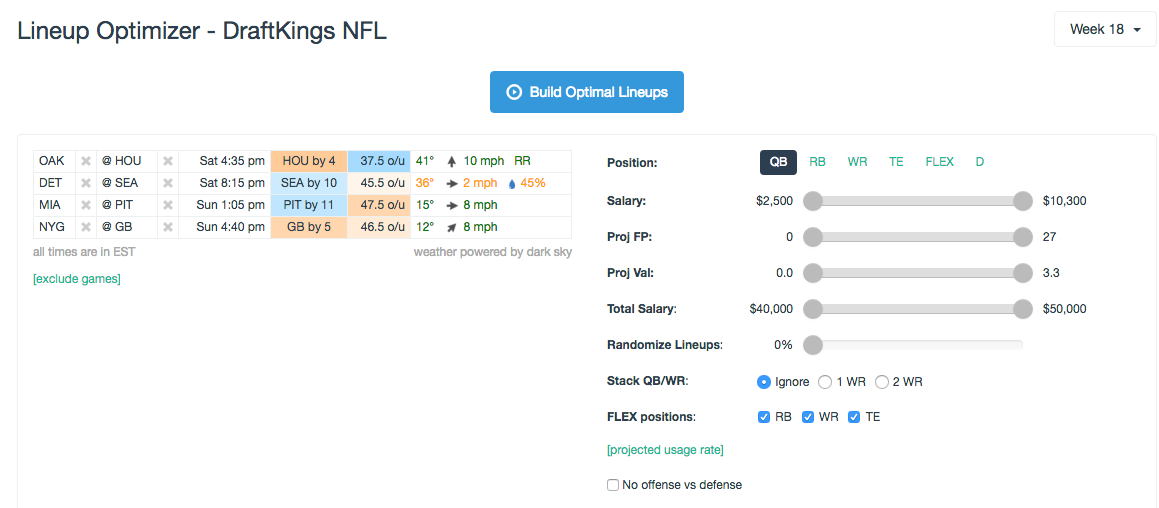 Lineup Optimizer - DraftKings NFL
Week 18
Build Optimal Lineups
OAK @ HOU Sat 4:35 pm HOU by 4 37.5 o/u 41° 10 mph RR
DET @ SEA Sat 8:15 pm SEA by 10 45.5 o/u 36° 2 mph 45%
MIA @ PIT Sun 1:05 pm PIT by 11 47.5 o/u 15° 8 mph
NYG @ GB Sun 4:40 pm GB by 5 46.5 o/u 12° 8 mph
all times are in EST weather powered by dark sky
[exclude games]
Position: QB RB WR TE FLEX D
Salary: $2,500 $10,300
Proj FP: 0 27
Proj Val: 0.0 3.3
Total Salary: $40,000 $50,000
Randomize Lineups: 0%
Stack QB/WR: Ignore 1 WR 2 WR
FLEX positions: RB WR TE
[projected usage rate]
No offense vs defense